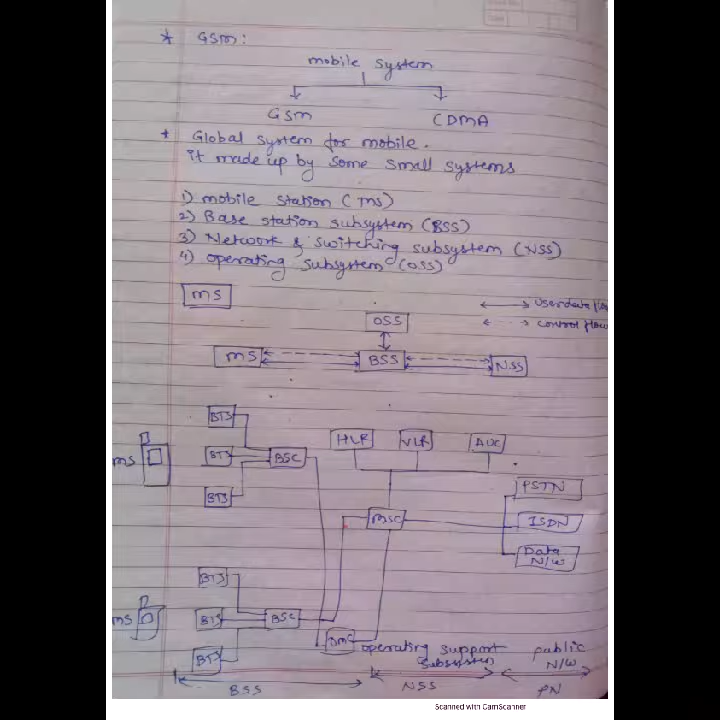 * GSM:
mobile system
GSM
CDMA
* Global system for mobile.
it made up by some small systems
1) mobile station (MS)
2) Base station subsystem (BSS)
3) Network & switching subsystem (NSS)
4) operating subsystem (OSS)
MS
userdata
control flow
OSS
MS
BSS
NSS
BTS
HLR
VLR
AUC
MS
BTS
BSC
PSTN
BTS
MSC
ISDN
Data
N/W
BTS
MS
BTS
BSC
OMC
operating support
subsystem
public
N/W
BTS
BSS
NSS
PN
Scanned with CamScanner